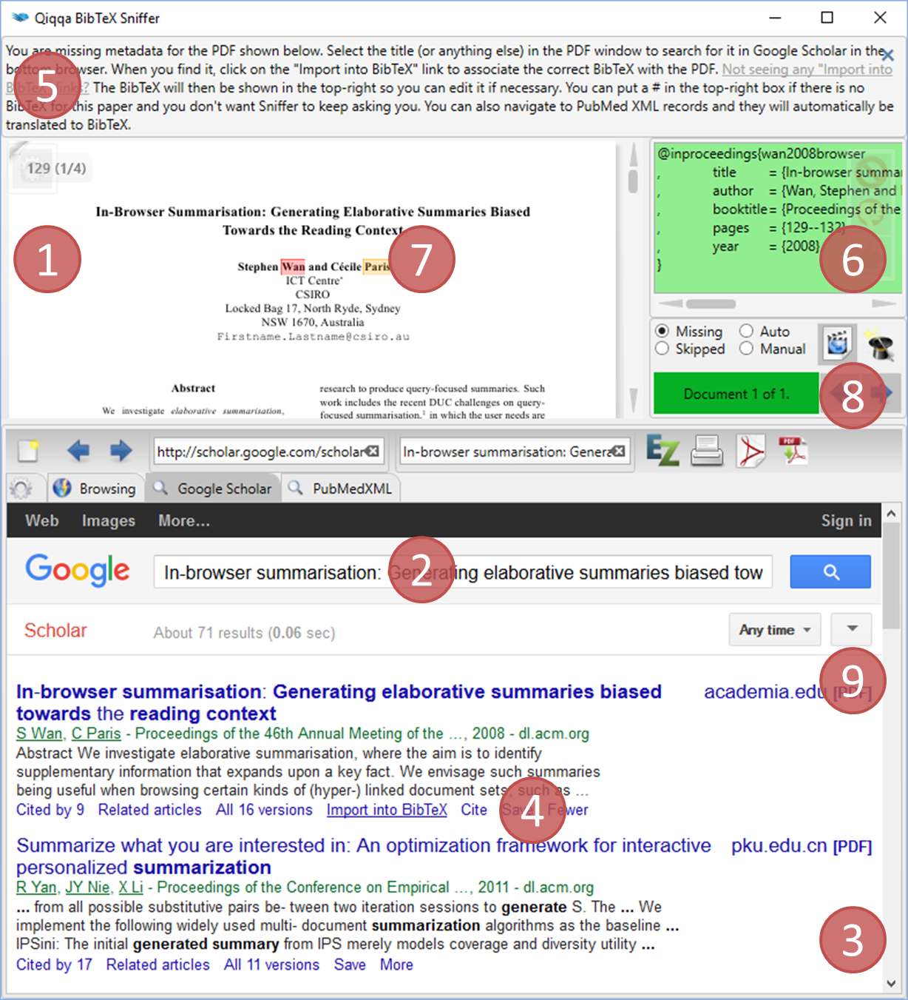 Qiqqa BibTeX Sniffer
You are missing metadata for the PDF shown below. Select the title (or anything else) in the PDF window to search for it in Google Scholar in the
bottom browser. When you find it, click on the "Import into BibTeX" link to associate the correct BibTeX with the PDF. Not seeing any "Import into
BibTeX" links? The BibTeX will then be shown in the top-right so you can edit it if necessary. You can put a # in the top-right box if there is no
BibTeX for this paper and you don't want Sniffer to keep asking you. You can also navigate to PubMed XML records and they will automatically be
translated to BibTeX.
5
129 (1/4)
In-Browser Summarisation: Generating Elaborative Summaries Biased
Towards the Reading Context
Stephen Wan and Cécile Paris
ICT Centre*
CSIRO
Locked Bag 17, North Ryde, Sydney
NSW 1670, Australia
Firstname.Lastname@csiro.au
1
7
Abstract
We investigate elaborative summarisation,
research to produce query-focused summaries. Such
work includes the recent DUC challenges on query-
focused summarisation,1 in which the user needs are
@inproceedings{wan2008browser
, title = {In-browser summa
, author = {Wan, Stephen and
, booktitle= {Proceedings of the
, pages = {129--132}
, year = {2008}
}
6
Missing Auto
Skipped Manual
Document 1 of 1.
8
http://scholar.google.com/scholar In-browser summarisation: Genera EZ PDF
Browsing Google Scholar PubMedXML
Web Images More... Sign in
Google In-browser summarisation: Generating elaborative summaries biased tow
2
Scholar About 71 results (0.06 sec) Any time
9
In-browser summarisation: Generating elaborative summaries biased academia.edu [PDF]
towards the reading context
S Wan, C Paris - Proceedings of the 46th Annual Meeting of the ..., 2008 - dl.acm.org
Abstract We investigate elaborative summarisation, where the aim is to identify
supplementary information that expands upon a key fact. We envisage such summaries
being useful when browsing certain kinds of (hyper-) linked document sets, such as ...
Cited by 9 Related articles All 16 versions Import into BibTeX Cite Save Fewer
4
Summarize what you are interested in: An optimization framework for interactive pku.edu.cn [PDF]
personalized summarization
R Yan, JY Nie, X Li - Proceedings of the Conference on Empirical ..., 2011 - dl.acm.org
... from all possible substitutive pairs be- tween two iteration sessions to generate S. The ... We
implement the following widely used multi- document summarization algorithms as the baseline ...
IPSini: The initial generated summary from IPS merely models coverage and diversity utility ...
3
Cited by 17 Related articles All 11 versions Save More